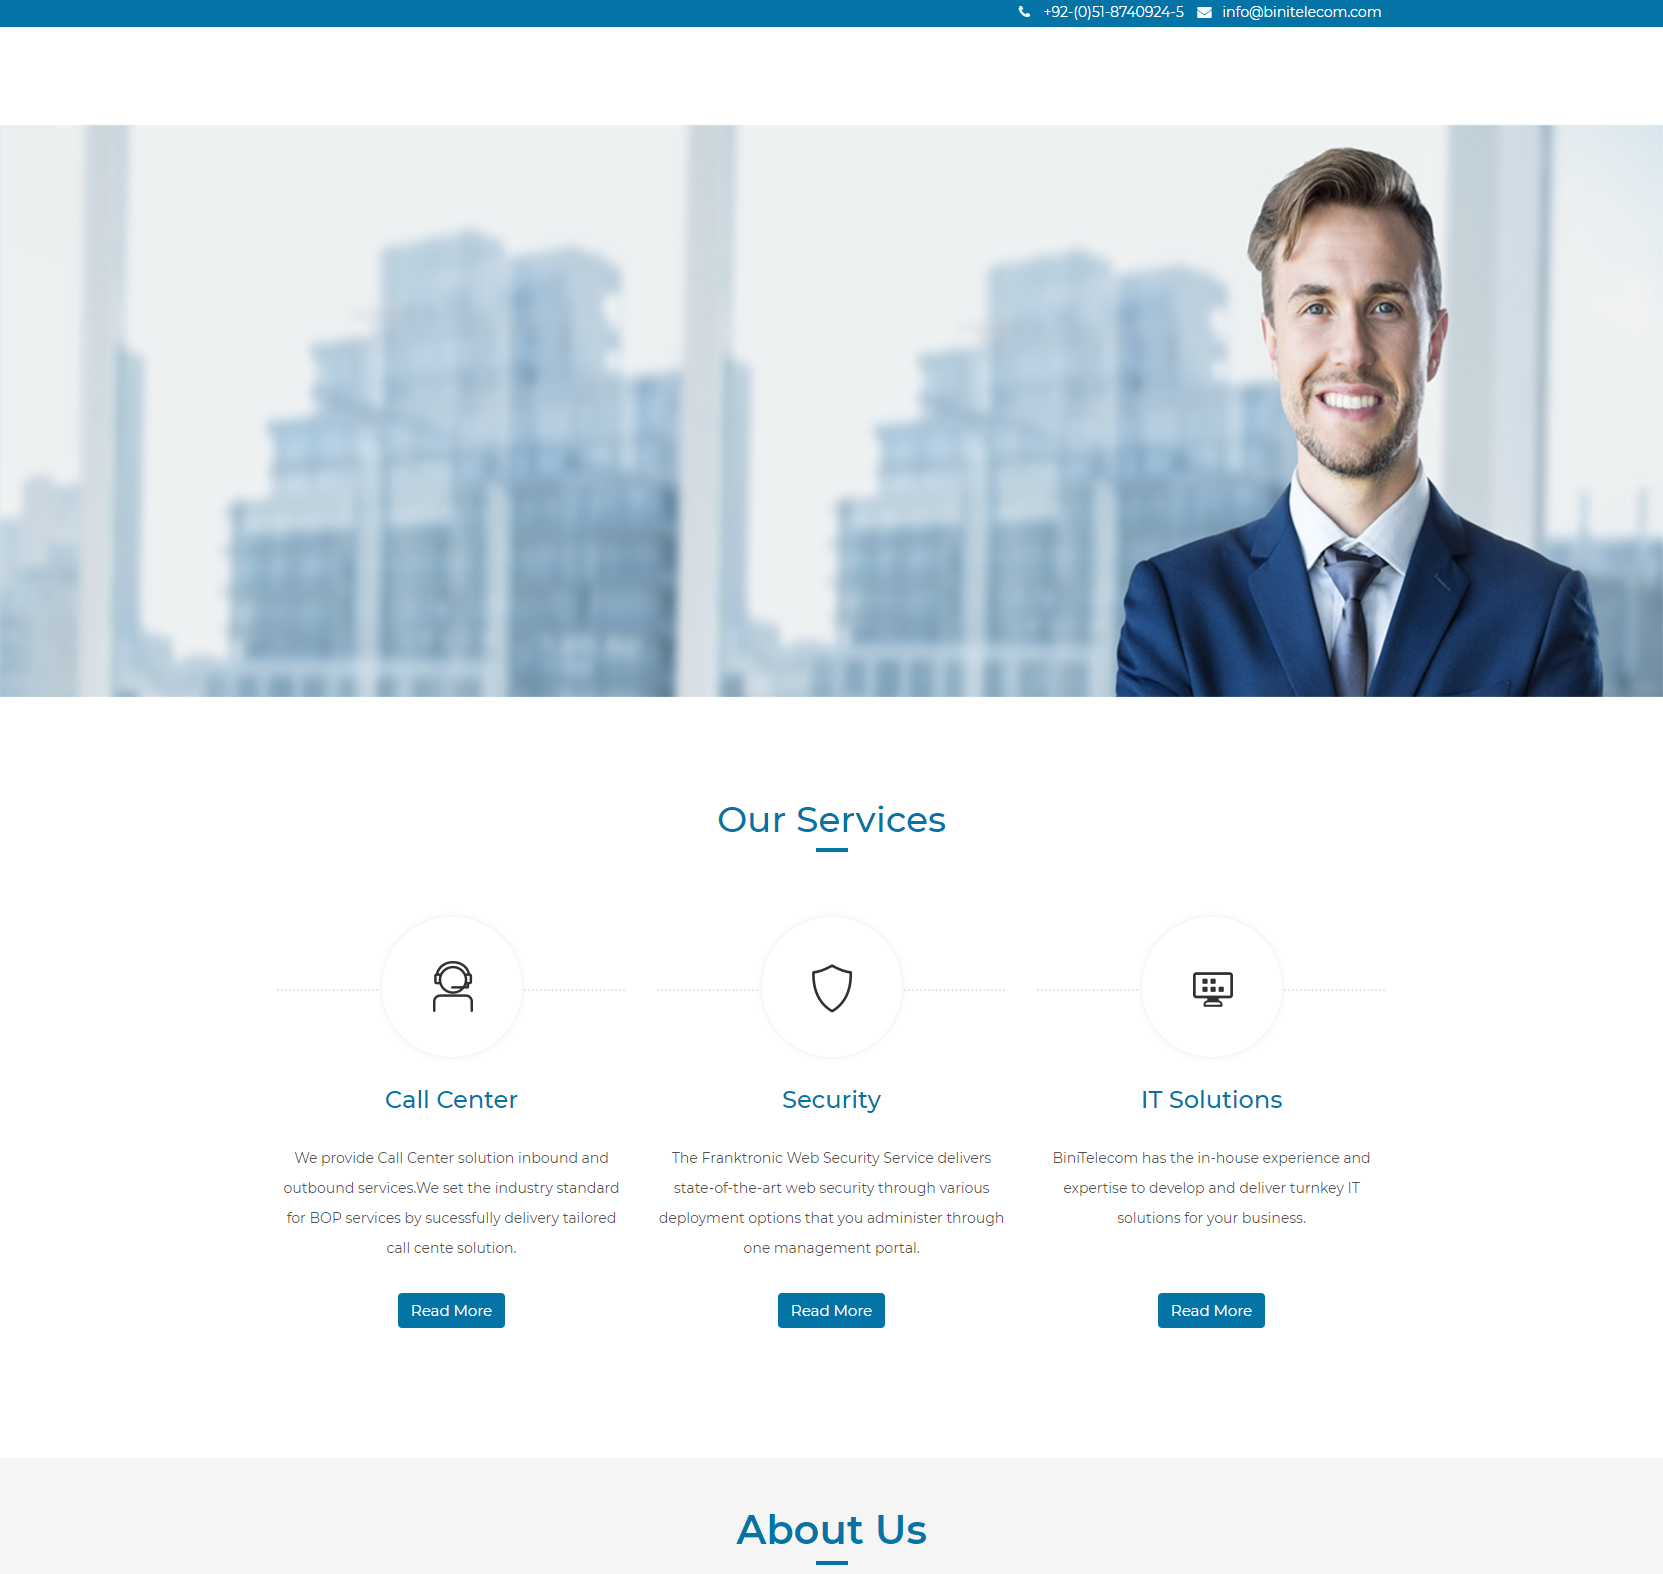 +92-(0)51-8740924-5 info@binitelecom.com
Our Services
Call Center
We provide Call Center solution inbound and
outbound services.We set the industry standard
for BOP services by sucessfully delivery tailored
call cente solution.
Read More
Security
The Franktronic Web Security Service delivers
state-of-the-art web security through various
deployment options that you administer through
one management portal.
Read More
IT Solutions
BiniTelecom has the in-house experience and
expertise to develop and deliver turnkey IT
solutions for your business.
Read More
About Us